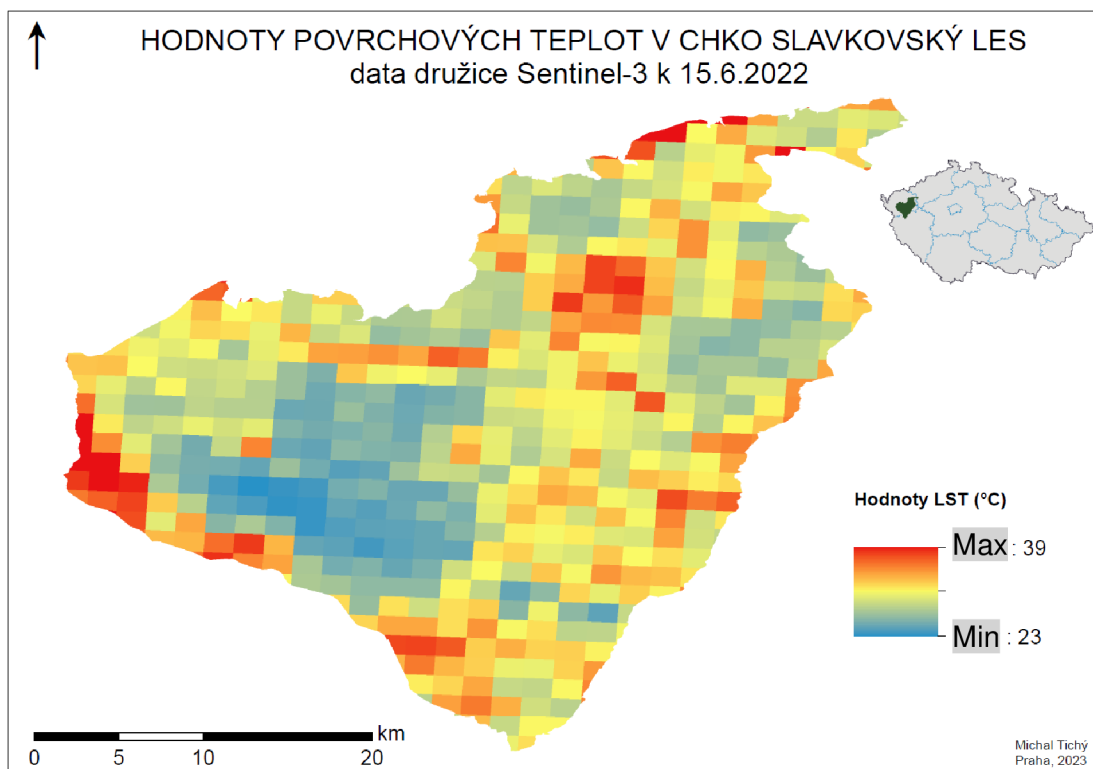 HODNOTY POVRCHOVÝCH TEPLOT V CHKO SLAVKOVSKÝ LES
data družice Sentinel-3 k 15.6.2022
Hodnoty LST (°C)
Max : 39
Min : 23
km
0 5 10 20
Michal Tichý
Praha, 2023